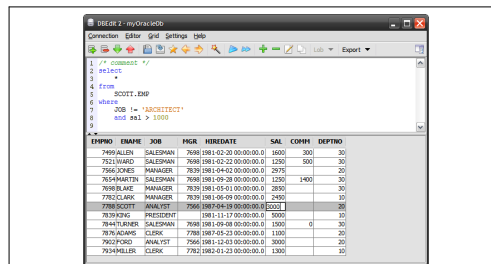 DBEdit 2 - myOracleDb
Connection Editor Grid Settings Help
Lob Export
1 /* comment */
2 select
3 *
4 from
5 SCOTT.EMP
6 where
7 JOB != 'ARCHITECT'
8 and sal > 1000
9
EMPNO ENAME JOB MGR HIREDATE SAL COMM DEPTNO
7499 ALLEN SALESMAN 7698 1981-02-20 00:00:00.0 1600 300 30
7521 WARD SALESMAN 7698 1981-02-22 00:00:00.0 1250 500 30
7566 JONES MANAGER 7839 1981-04-02 00:00:00.0 2975 20
7654 MARTIN SALESMAN 7698 1981-09-28 00:00:00.0 1250 1400 30
7698 BLAKE MANAGER 7839 1981-05-01 00:00:00.0 2850 30
7782 CLARK MANAGER 7839 1981-06-09 00:00:00.0 2450 10
7788 SCOTT ANALYST 7566 1987-04-19 00:00:00.0 3000 20
7839 KING PRESIDENT 1981-11-17 00:00:00.0 5000 10
7844 TURNER SALESMAN 7698 1981-09-08 00:00:00.0 1500 0 30
7876 ADAMS CLERK 7788 1987-05-23 00:00:00.0 1100 20
7902 FORD ANALYST 7566 1981-12-03 00:00:00.0 3000 20
7934 MILLER CLERK 7782 1982-01-23 00:00:00.0 1300 10